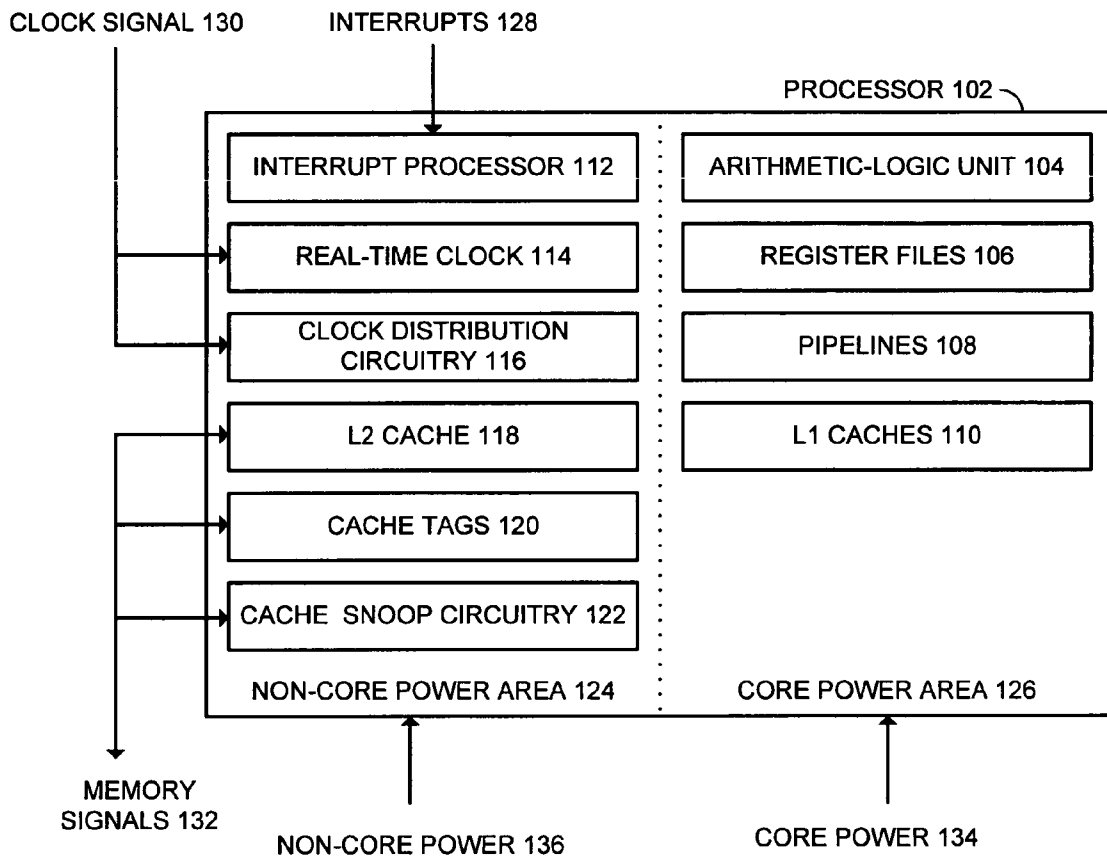 CLOCK SIGNAL 130
INTERRUPTS 128
PROCESSOR 102
INTERRUPT PROCESSOR 112
ARITHMETIC-LOGIC UNIT 104
REAL-TIME CLOCK 114
REGISTER FILES 106
CLOCK DISTRIBUTION
CIRCUITRY 116
PIPELINES 108
L2 CACHE 118
L1 CACHES 110
CACHE TAGS 120
CACHE SNOOP CIRCUITRY 122
NON-CORE POWER AREA 124
CORE POWER AREA 126
MEMORY
SIGNALS 132
NON-CORE POWER 136
CORE POWER 134